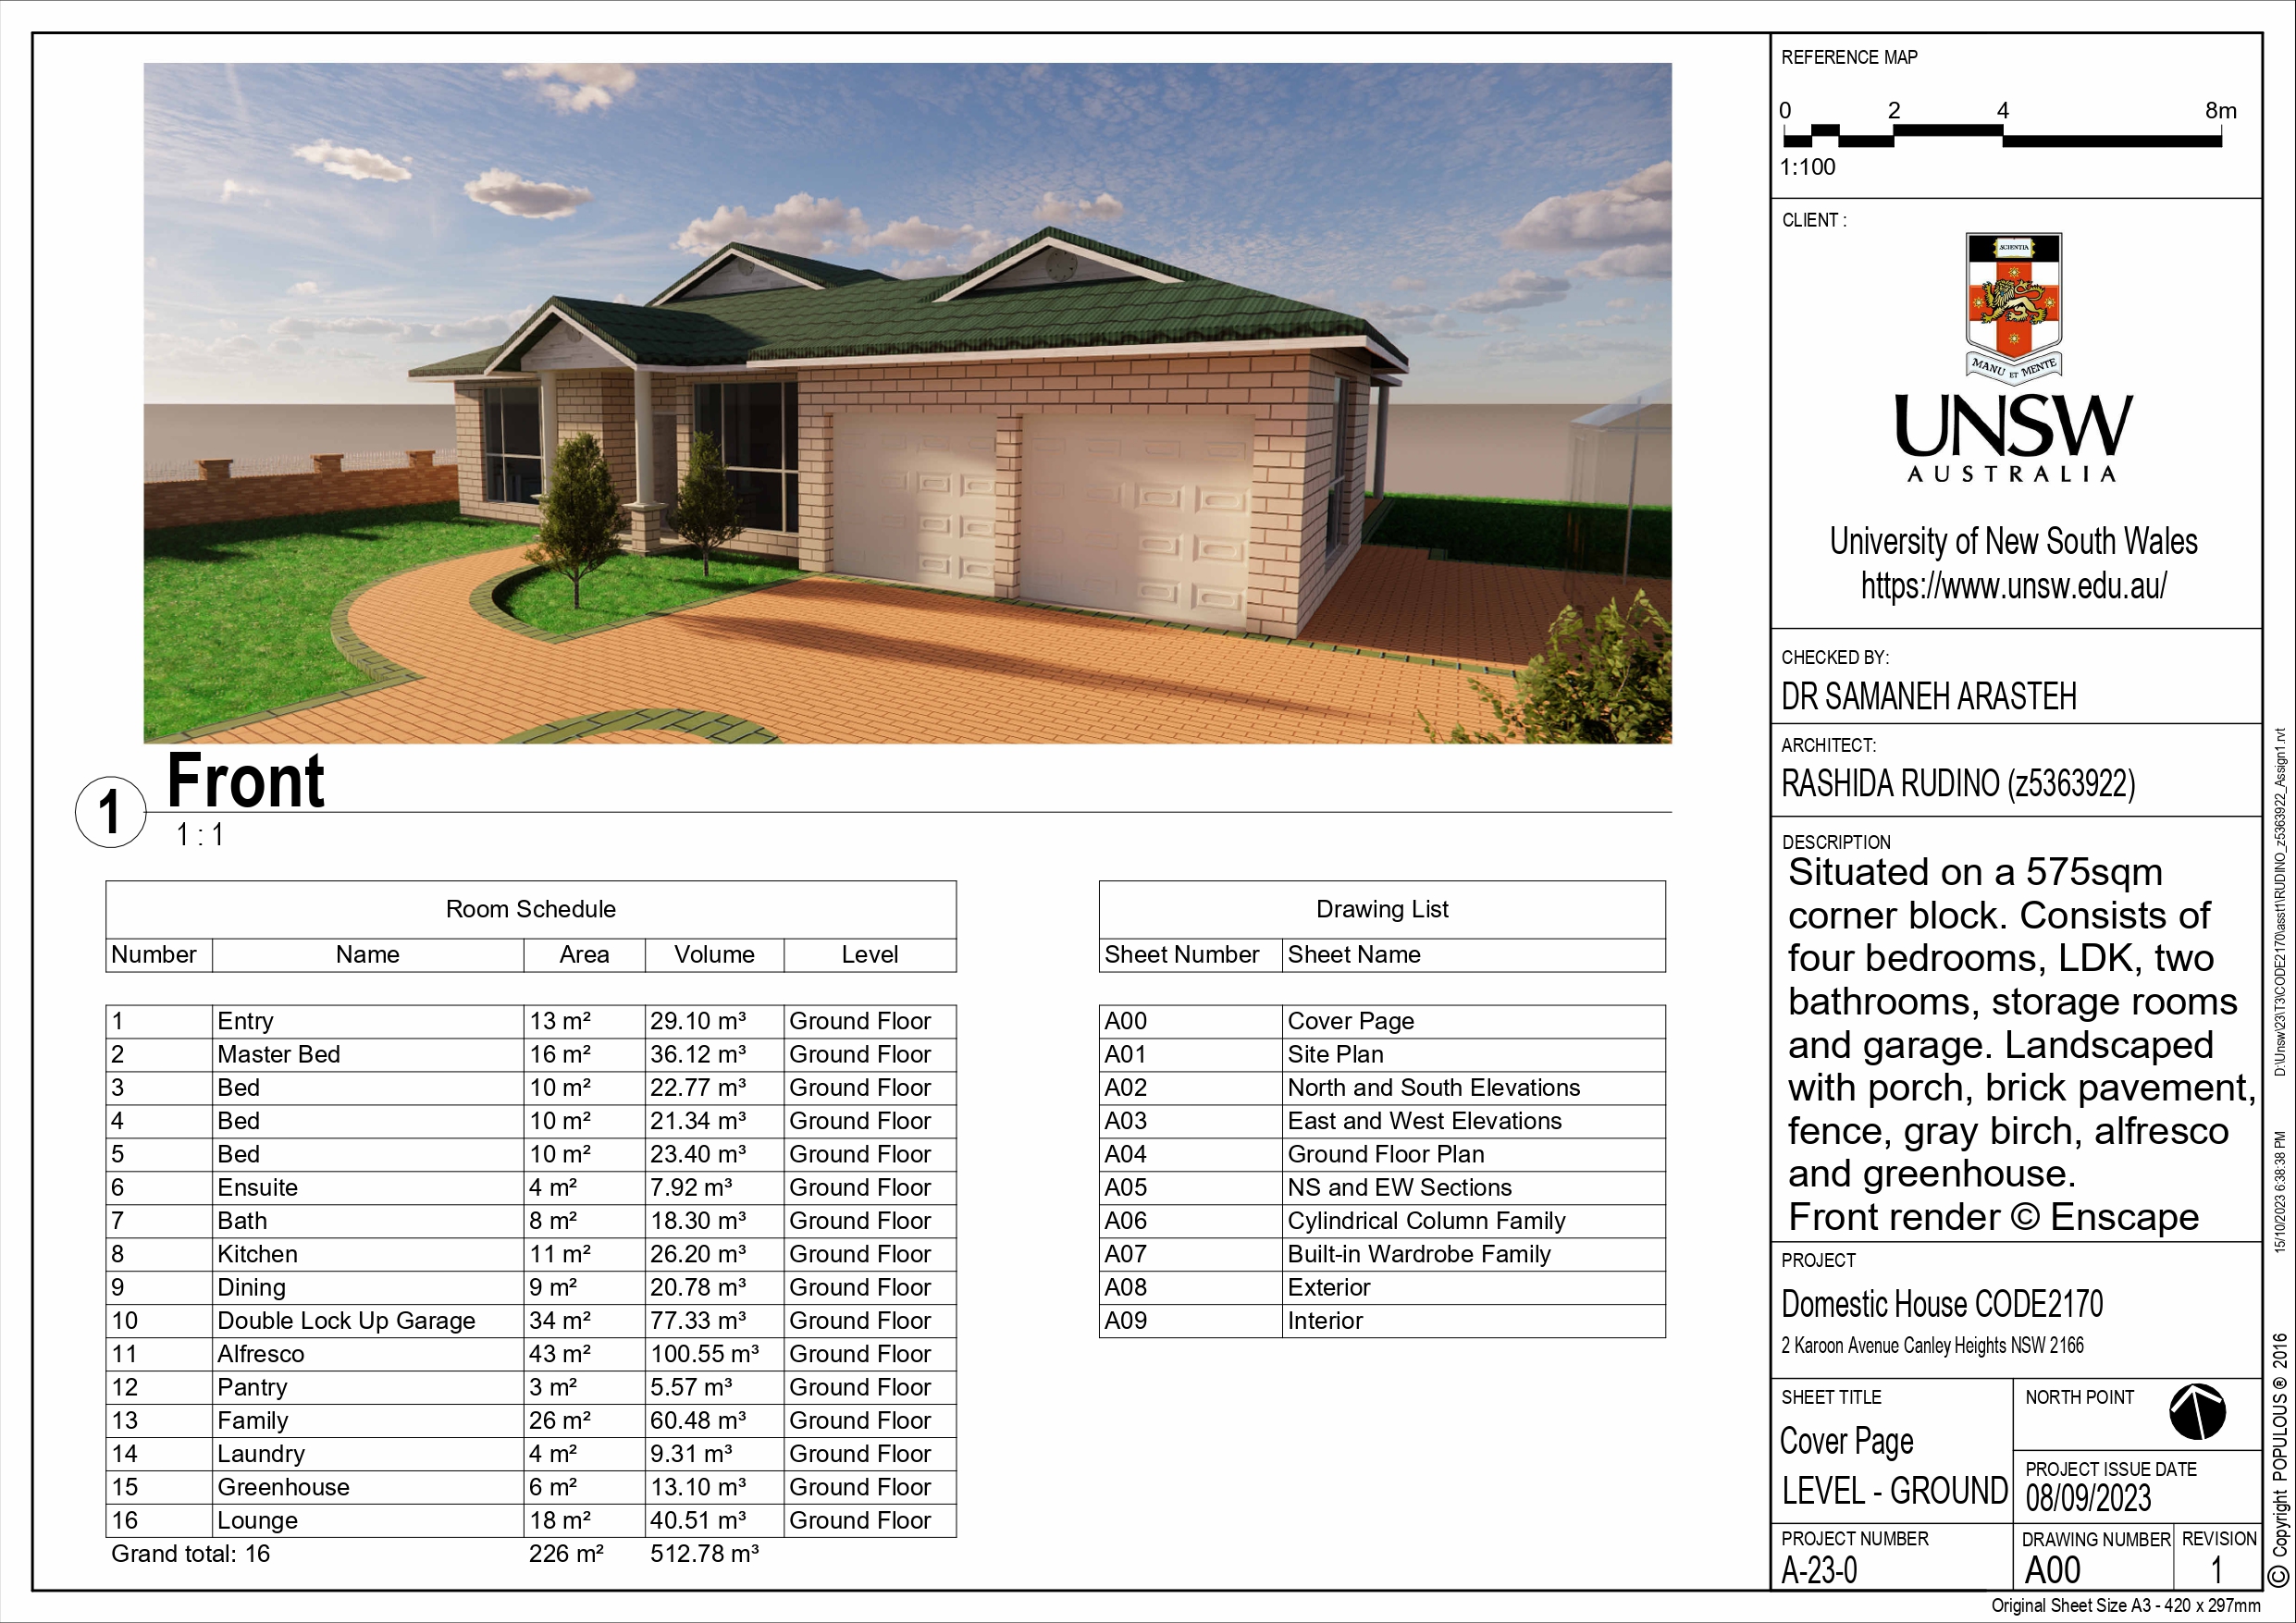 Front
1
1 : 1
Room Schedule
Number Name Area Volume Level
1 Entry 13 m² 29.10 m³ Ground Floor
2 Master Bed 16 m² 36.12 m³ Ground Floor
3 Bed 10 m² 22.77 m³ Ground Floor
4 Bed 10 m² 21.34 m³ Ground Floor
5 Bed 10 m² 23.40 m³ Ground Floor
6 Ensuite 4 m² 7.92 m³ Ground Floor
7 Bath 8 m² 18.30 m³ Ground Floor
8 Kitchen 11 m² 26.20 m³ Ground Floor
9 Dining 9 m² 20.78 m³ Ground Floor
10 Double Lock Up Garage 34 m² 77.33 m³ Ground Floor
11 Alfresco 43 m² 100.55 m³ Ground Floor
12 Pantry 3 m² 5.57 m³ Ground Floor
13 Family 26 m² 60.48 m³ Ground Floor
14 Laundry 4 m² 9.31 m³ Ground Floor
15 Greenhouse 6 m² 13.10 m³ Ground Floor
16 Lounge 18 m² 40.51 m³ Ground Floor
Grand total: 16 226 m² 512.78 m³
Drawing List
Sheet Number Sheet Name
A00 Cover Page
A01 Site Plan
A02 North and South Elevations
A03 East and West Elevations
A04 Ground Floor Plan
A05 NS and EW Sections
A06 Cylindrical Column Family
A07 Built-in Wardrobe Family
A08 Exterior
A09 Interior
REFERENCE MAP
0 2 4 8m
1:100
CLIENT :
SCIENTIA
MANU ET MENTE
UNSW
AUSTRALIA
University of New South Wales
https://www.unsw.edu.au/
CHECKED BY:
DR SAMANEH ARASTEH
ARCHITECT:
RASHIDA RUDINO (z5363922)
DESCRIPTION
Situated on a 575sqm
corner block. Consists of
four bedrooms, LDK, two
bathrooms, storage rooms
and garage. Landscaped
with porch, brick pavement,
fence, gray birch, alfresco
and greenhouse.
Front render © Enscape
PROJECT
Domestic House CODE2170
2 Karoon Avenue Canley Heights NSW 2166
SHEET TITLE
Cover Page
LEVEL - GROUND
NORTH POINT
PROJECT ISSUE DATE
08/09/2023
PROJECT NUMBER
A-23-0
DRAWING NUMBER
A00
REVISION
1
Original Sheet Size A3 - 420 x 297mm
© Copyright POPULOUS ® 2016
15/10/2023 6:38:38 PM
D:\Unsw\23\T3\CODE2170\asst1\RUDINO_z5363922_Assign1.rvt